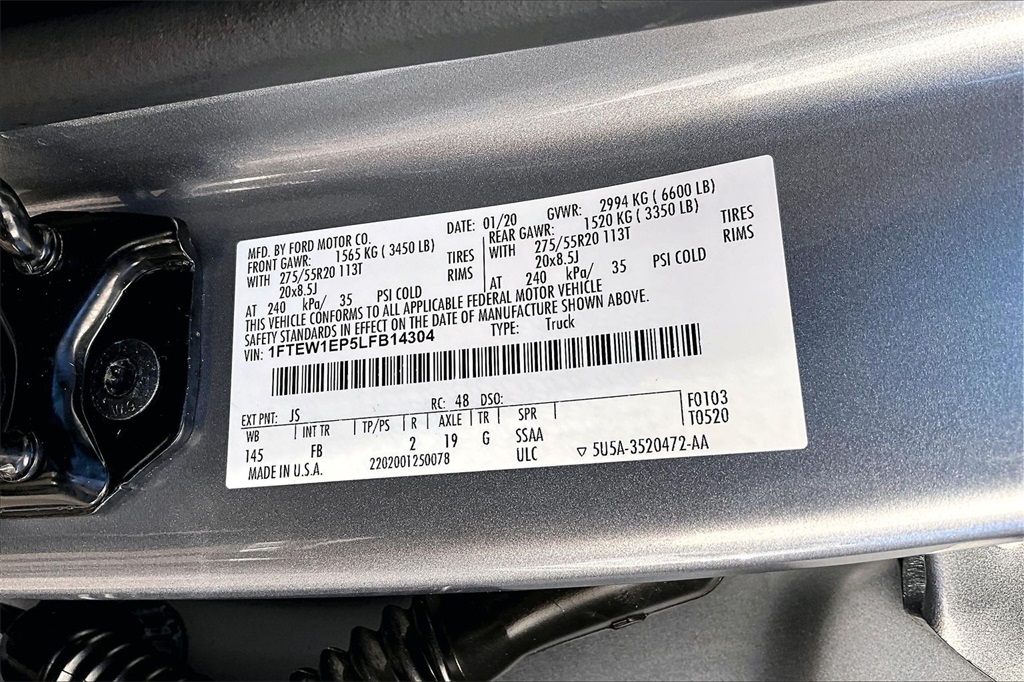 MFD. BY FORD MOTOR CO. DATE: 01/20 GVWR: 2994 KG ( 6600 LB)
FRONT GAWR: 1565 KG ( 3450 LB) REAR GAWR: 1520 KG ( 3350 LB)
WITH 275/55R20 113T TIRES WITH 275/55R20 113T TIRES
20x8.5J RIMS 20x8.5J RIMS
AT 240 kPa/ 35 PSI COLD AT 240 kPa/ 35 PSI COLD
THIS VEHICLE CONFORMS TO ALL APPLICABLE FEDERAL MOTOR VEHICLE
SAFETY STANDARDS IN EFFECT ON THE DATE OF MANUFACTURE SHOWN ABOVE.
VIN: 1FTEW1EP5LFB14304 TYPE: Truck
EXT PNT: JS RC: 48 DSO: F0103
WB INT TR TP/PS R AXLE TR SPR T0520
145 FB 2 19 G SSAA
MADE IN U.S.A. 2202001250078 ULC ▽ 5U5A-3520472-AA